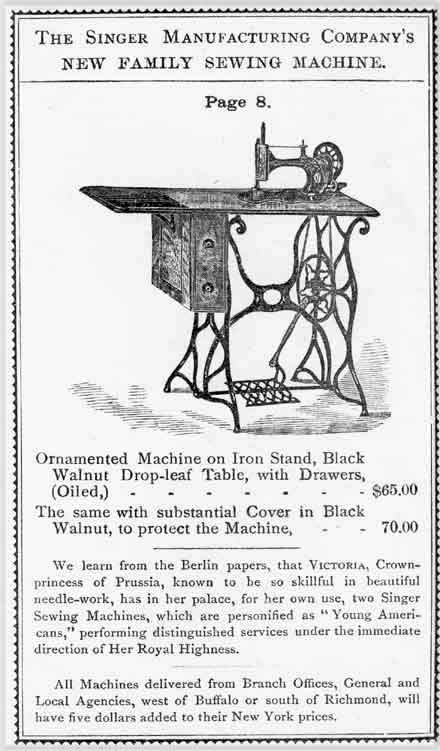 THE SINGER MANUFACTURING COMPANY'S
NEW FAMILY SEWING MACHINE.
Page 8.
Ornamented Machine on Iron Stand, Black
Walnut Drop-leaf Table, with Drawers,
(Oiled,) - - - - - - - $65.00
The same with substantial Cover in Black
Walnut, to protect the Machine, - - 70.00
We learn from the Berlin papers, that VICTORIA, Crown-
princess of Prussia, known to be so skillful in beautiful
needle-work, has in her palace, for her own use, two Singer
Sewing Machines, which are personified as "Young Ameri-
cans," performing distinguished services under the immediate
direction of Her Royal Highness.
All Machines delivered from Branch Offices, General and
Local Agencies, west of Buffalo or south of Richmond, will
have five dollars added to their New York prices.